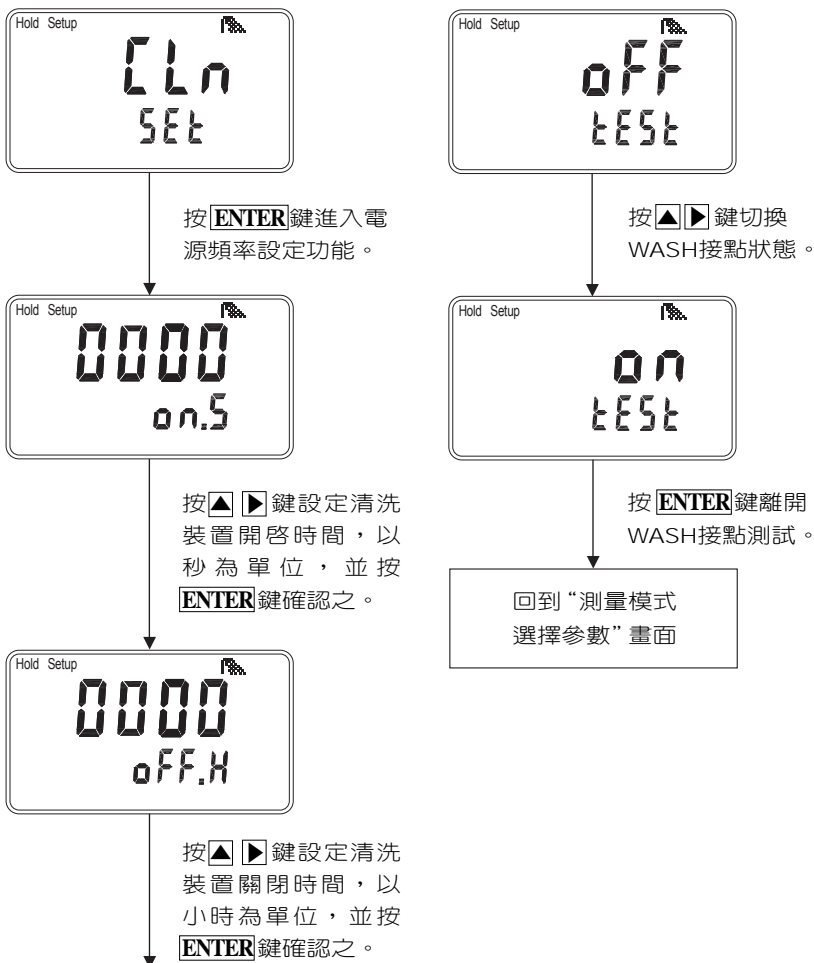 Hold Setup
CLn
SEt
按ENTER鍵進入電
源頻率設定功能。
Hold Setup
0000
on.S
按▲ ▶鍵設定清洗
裝置開啓時間，以
秒為單位，並按
ENTER鍵確認之。
Hold Setup
0000
oFF.H
按▲ ▶鍵設定清洗
裝置關閉時間，以
小時為單位，並按
ENTER鍵確認之。
Hold Setup
oFF
tESt
按▲▶鍵切換
WASH接點狀態。
Hold Setup
on
tESt
按ENTER鍵離開
WASH接點測試。
回到“測量模式
選擇參數”畫面